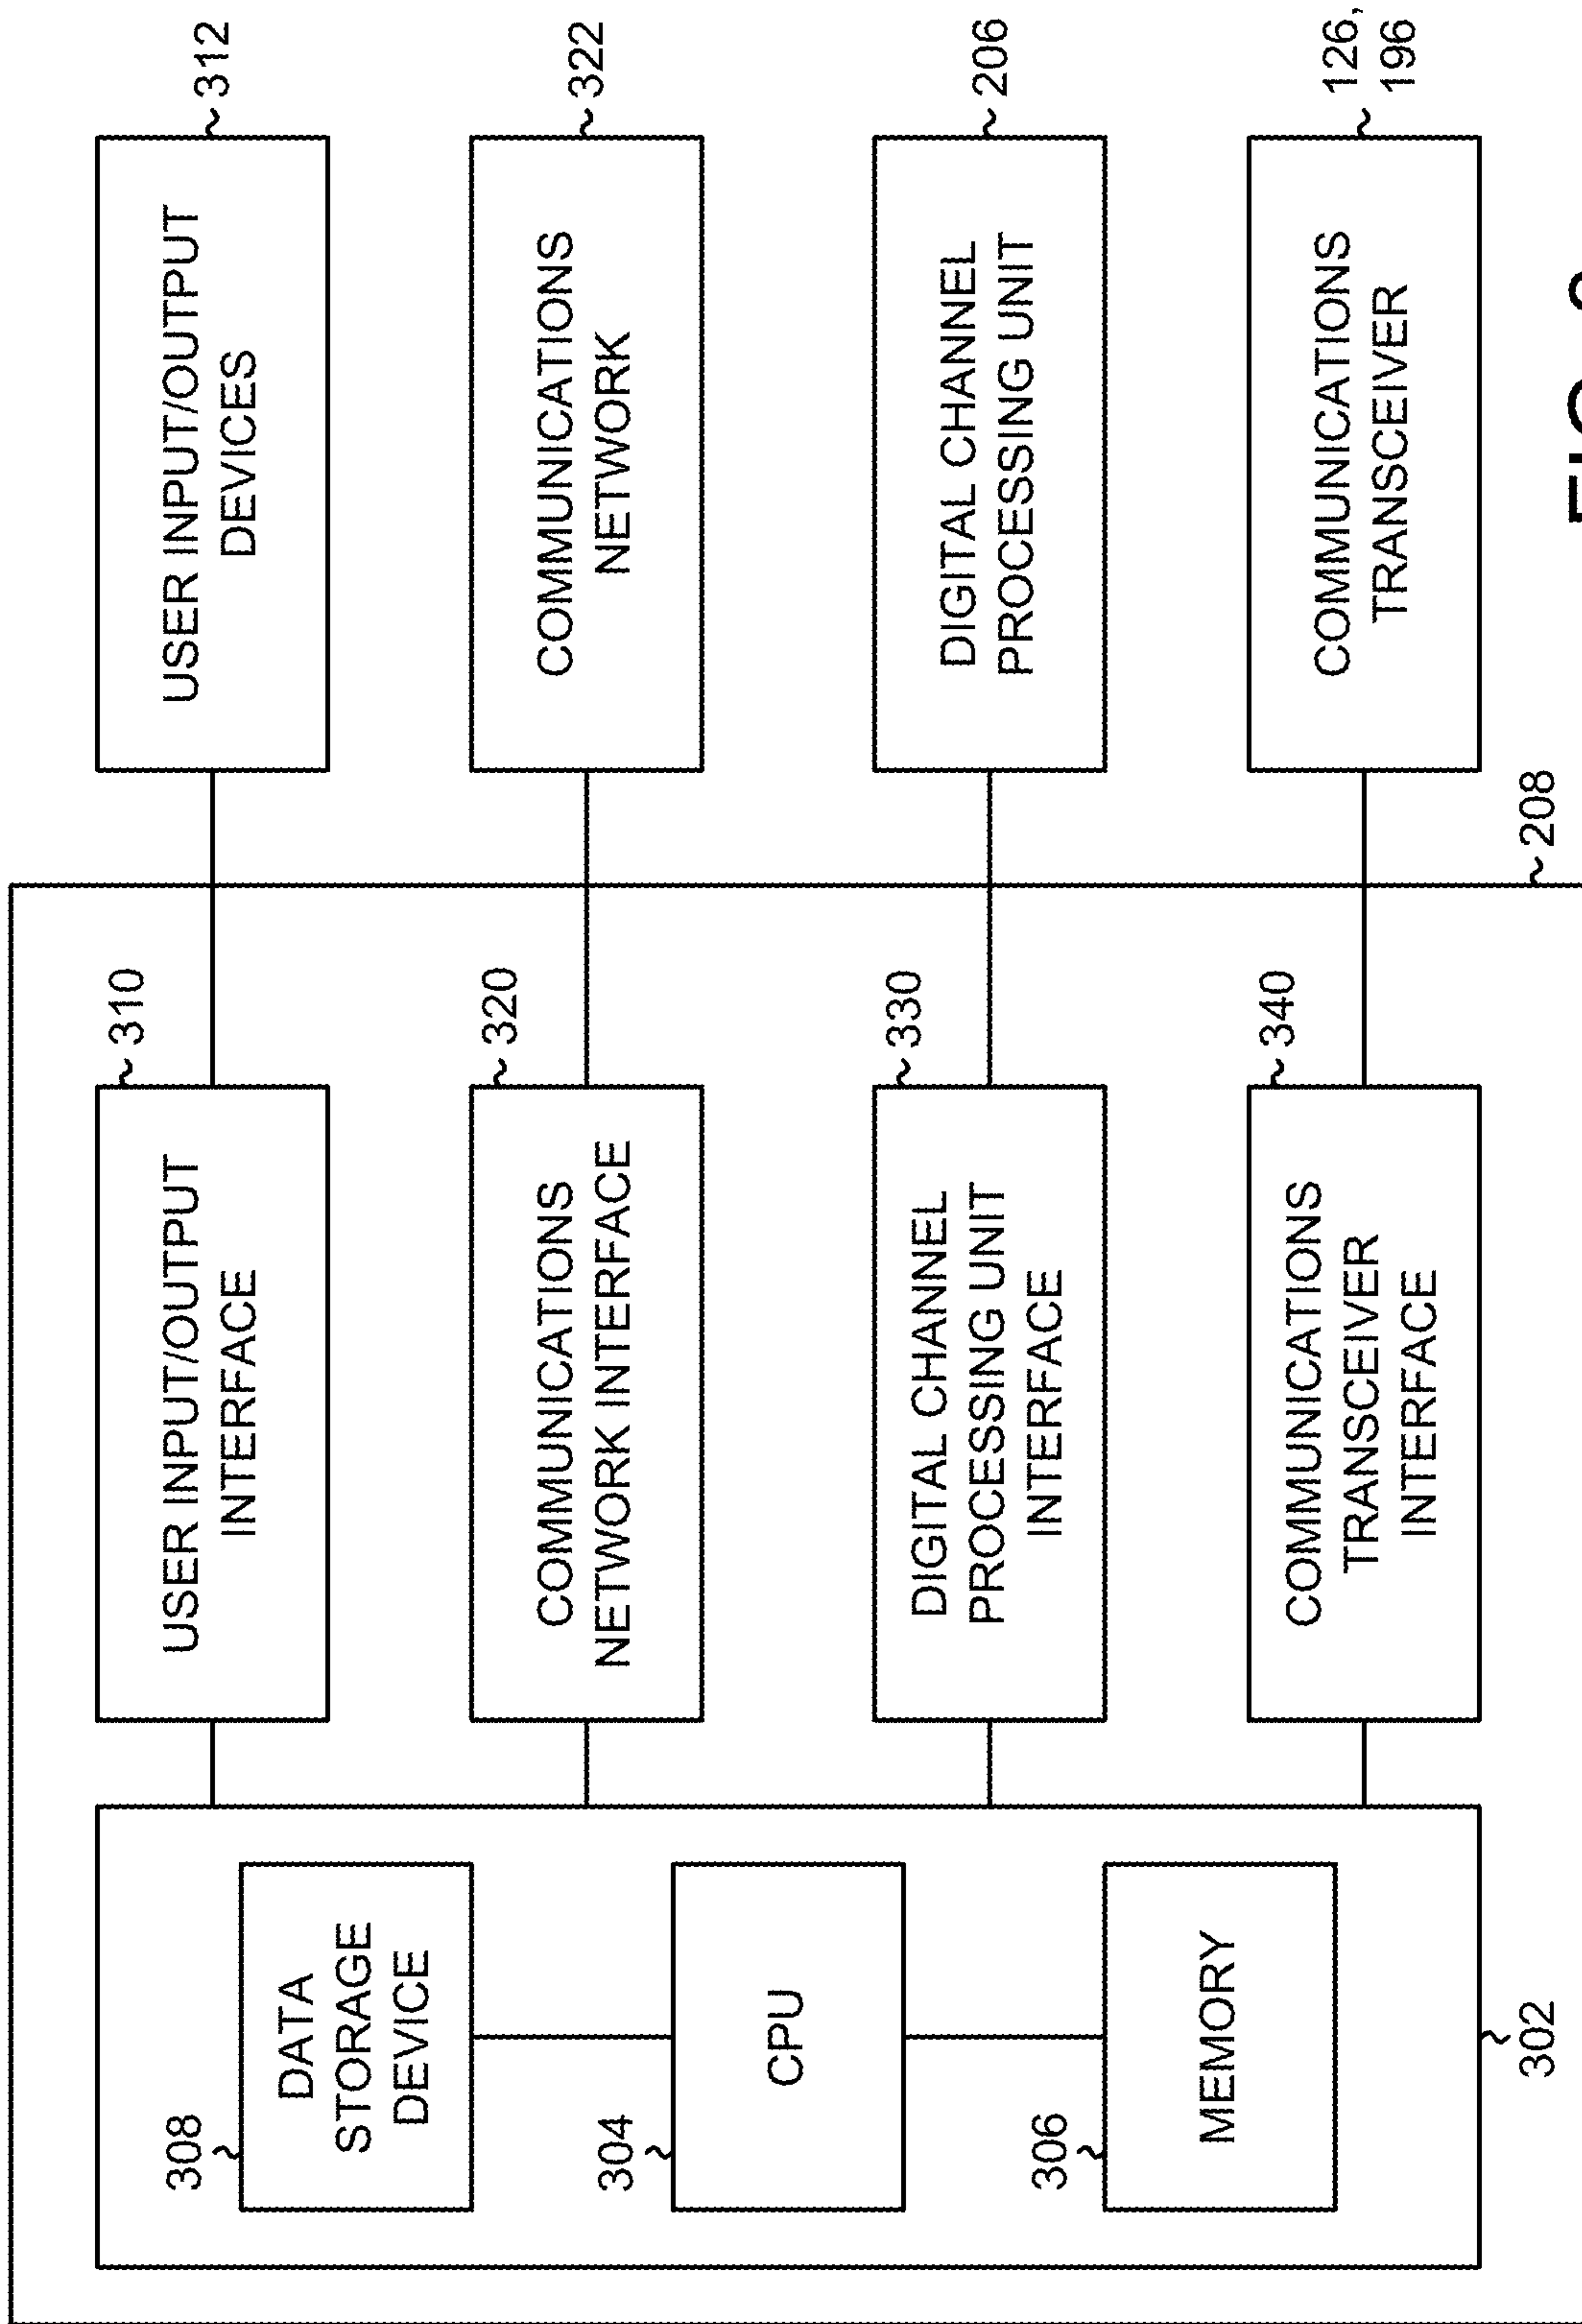 308
DATA
STORAGE
DEVICE
310
USER INPUT/OUTPUT
INTERFACE
312
USER INPUT/OUTPUT
DEVICES
320
COMMUNICATIONS
NETWORK INTERFACE
322
COMMUNICATIONS
NETWORK
304
CPU
330
DIGITAL CHANNEL
PROCESSING UNIT
INTERFACE
206
DIGITAL CHANNEL
PROCESSING UNIT
306
MEMORY
340
COMMUNICATIONS
TRANSCEIVER
INTERFACE
126,
196
COMMUNICATIONS
TRANSCEIVER
302
208
FIG.